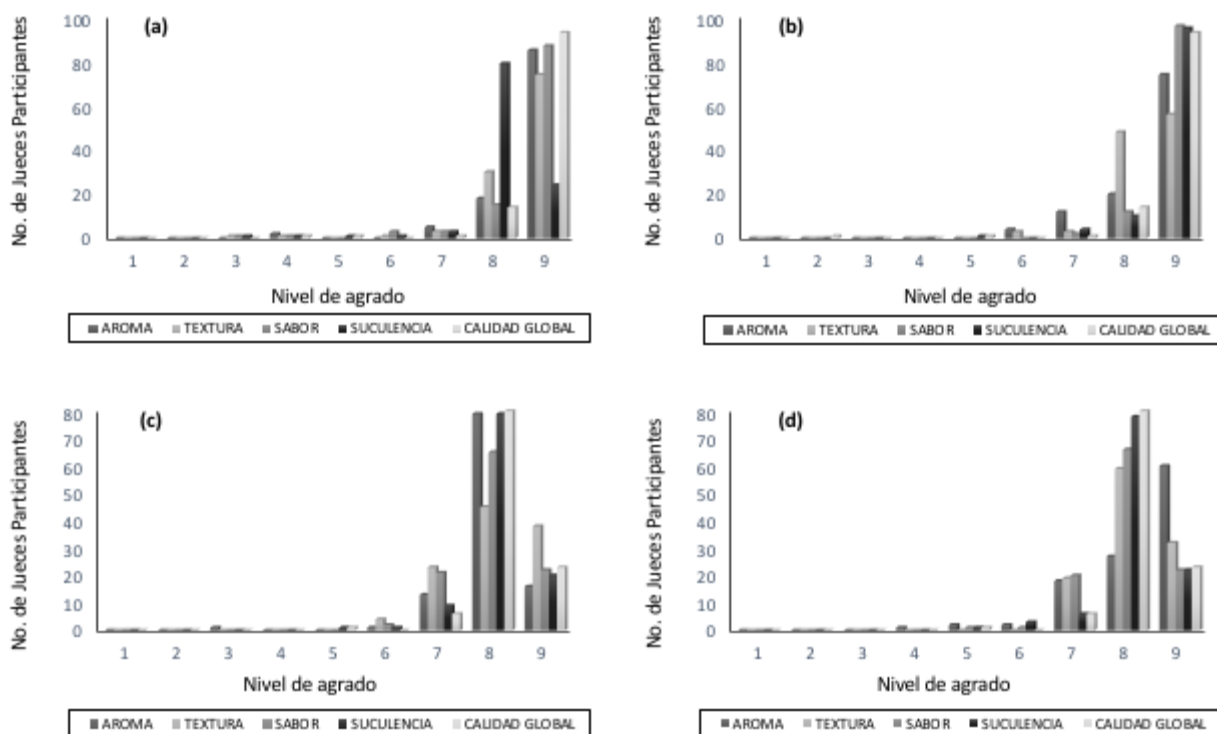 (a)
No. de Jueces Participantes
100
80
60
40
20
0
1 2 3 4 5 6 7 8 9
Nivel de agrado
AROMA TEXTURA SABOR SUCULENCIA CALIDAD GLOBAL
(b)
No. de Jueces Participantes
100
80
60
40
20
0
1 2 3 4 5 6 7 8 9
Nivel de agrado
AROMA TEXTURA SABOR SUCULENCIA CALIDAD GLOBAL
(c)
No. de Jueces Participantes
80
70
60
50
40
30
20
10
0
1 2 3 4 5 6 7 8 9
Nivel de agrado
AROMA TEXTURA SABOR SUCULENCIA CALIDAD GLOBAL
(d)
No. de Jueces Participantes
80
70
60
50
40
30
20
10
0
1 2 3 4 5 6 7 8 9
Nivel de agrado
AROMA TEXTURA SABOR SUCULENCIA CALIDAD GLOBAL